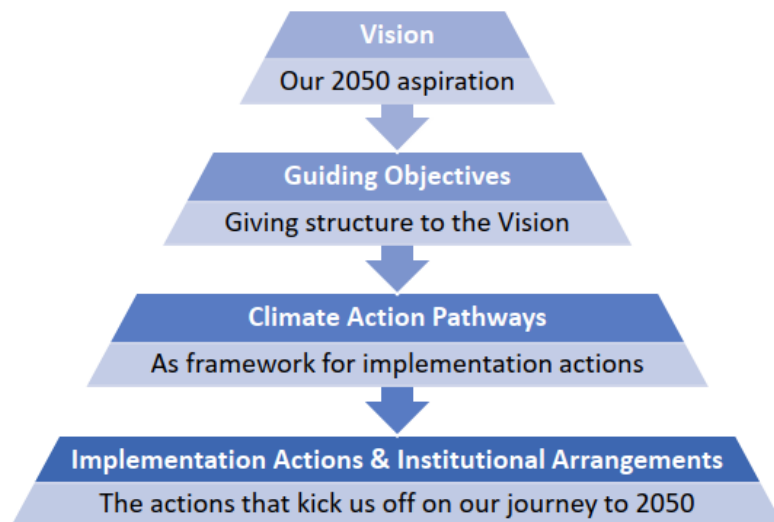 Vision
Our 2050 aspiration
Guiding Objectives
Giving structure to the Vision
Climate Action Pathways
As framework for implementation actions
Implementation Actions & Institutional Arrangements
The actions that kick us off on our journey to 2050